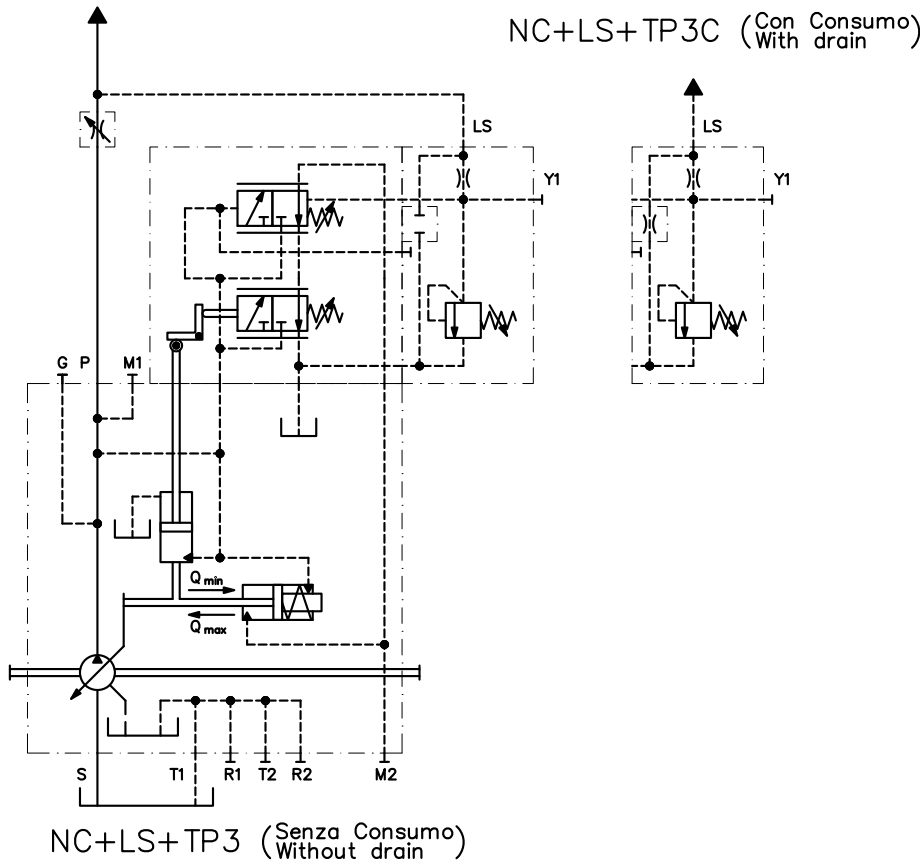 NC+LS+TP3C (Con Consumo)
With drain
LS
LS
Y1
Y1
G P M1
Q min
Q max
S T1 R1 T2 R2 M2
NC+LS+TP3 (Senza Consumo)
Without drain